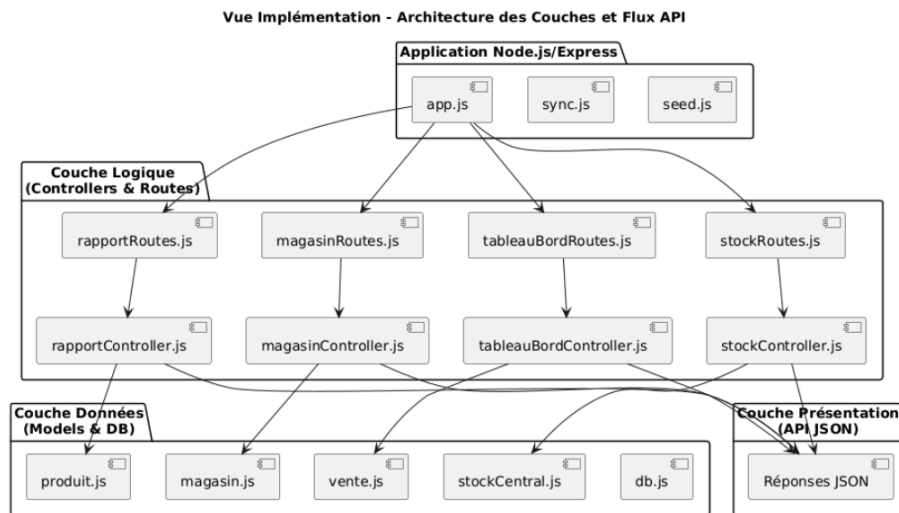 Vue Implémentation - Architecture des Couches et Flux API
Application Node.js/Express
app.js
sync.js
seed.js
Couche Logique
(Controllers & Routes)
rapportRoutes.js
magasinRoutes.js
tableauBordRoutes.js
stockRoutes.js
rapportController.js
magasinController.js
tableauBordController.js
stockController.js
Couche Données
(Models & DB)
produit.js
magasin.js
vente.js
stockCentral.js
db.js
Couche Présentation
(API JSON)
Réponses JSON